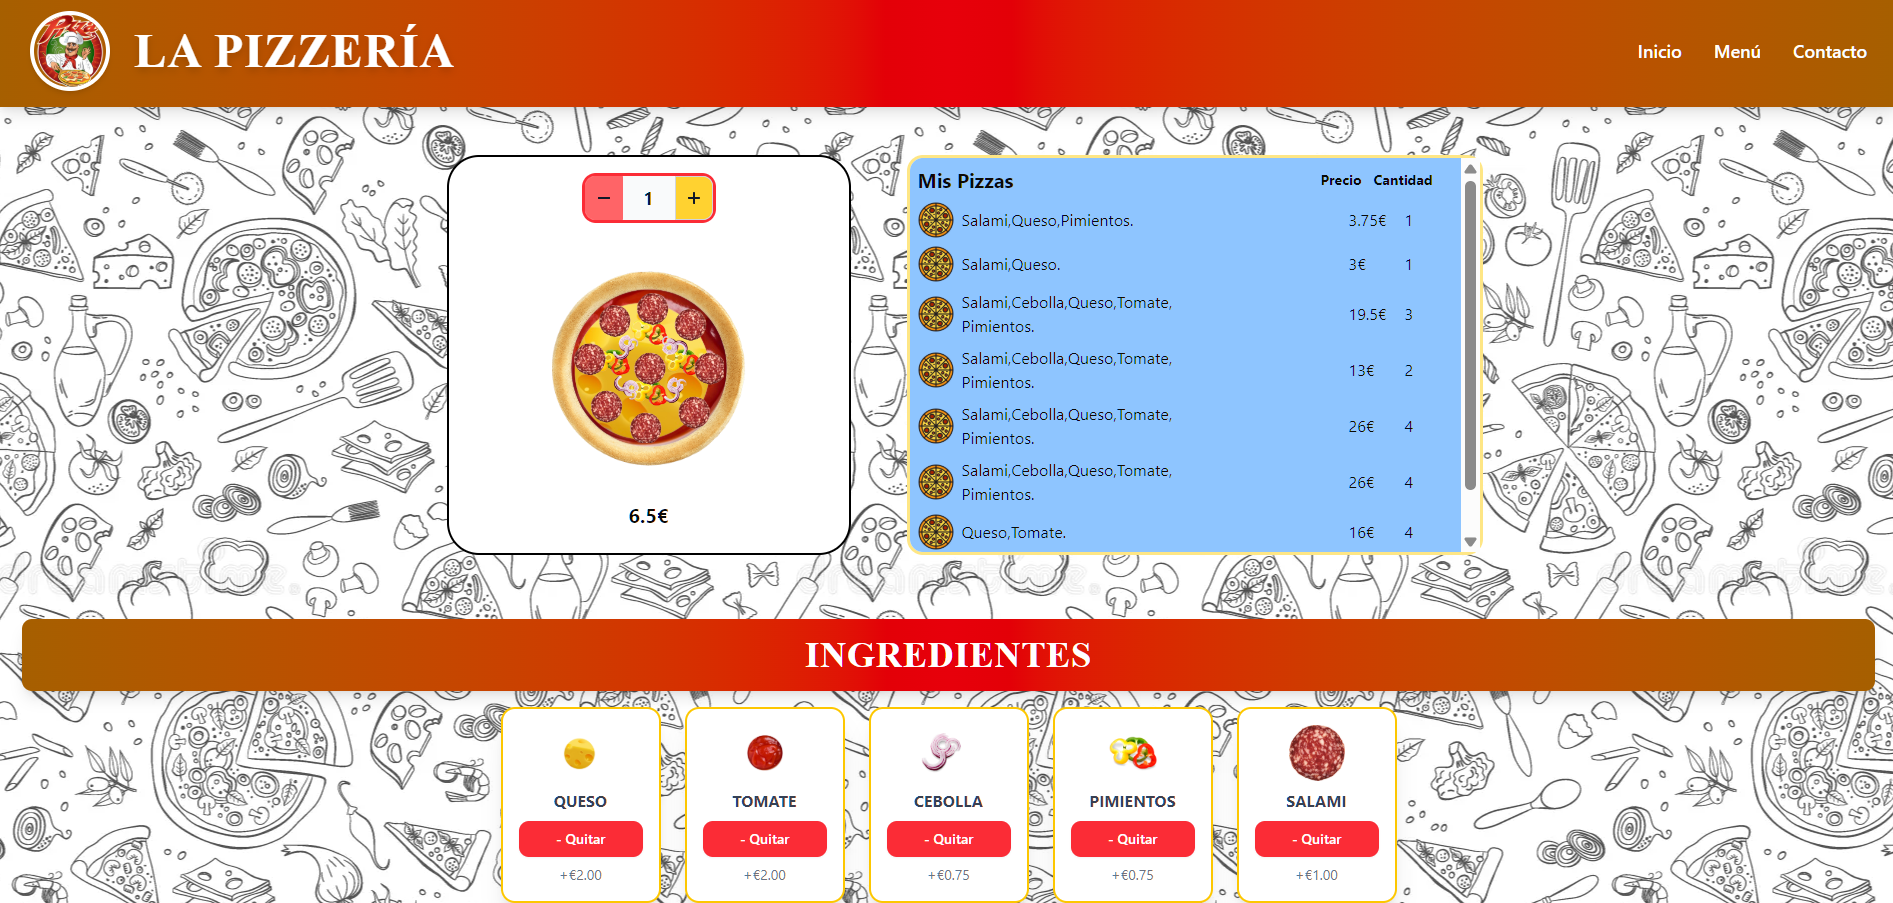 LA PIZZERÍA
Inicio Menú Contacto
− 1 +
6.5€
Mis Pizzas Precio Cantidad
Salami,Queso,Pimientos. 3.75€ 1
Salami,Queso. 3€ 1
Salami,Cebolla,Queso,Tomate,
Pimientos. 19.5€ 3
Salami,Cebolla,Queso,Tomate,
Pimientos. 13€ 2
Salami,Cebolla,Queso,Tomate,
Pimientos. 26€ 4
Salami,Cebolla,Queso,Tomate,
Pimientos. 26€ 4
Queso,Tomate. 16€ 4
INGREDIENTES
QUESO
- Quitar
+€2.00
TOMATE
- Quitar
+€2.00
CEBOLLA
- Quitar
+€0.75
PIMIENTOS
- Quitar
+€0.75
SALAMI
- Quitar
+€1.00